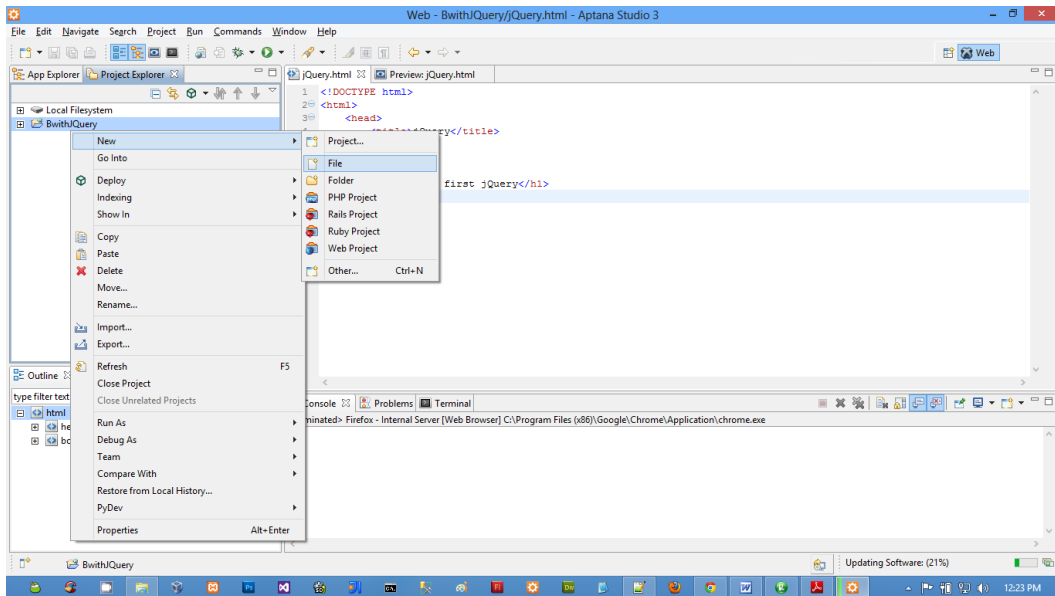 Web - BwithJQuery/jQuery.html - Aptana Studio 3
File Edit Navigate Search Project Run Commands Window Help
Web
App Explorer Project Explorer
jQuery.html Preview: jQuery.html
Local Filesystem
BwithJQuery
1 <!DOCTYPE html>
2 <html>
3 <head>
</title>
first jQuery</h1>
New
Go Into
Deploy
Indexing
Show In
Copy
Paste
Delete
Move...
Rename...
Import...
Export...
Refresh F5
Close Project
Close Unrelated Projects
Run As
Debug As
Team
Compare With
Restore from Local History...
PyDev
Properties Alt+Enter
Project...
File
Folder
PHP Project
Rails Project
Ruby Project
Web Project
Other... Ctrl+N
Outline
type filter text
html
he
bo
onsole Problems Terminal
minated> Firefox - Internal Server [Web Browser] C:\Program Files (x86)\Google\Chrome\Application\chrome.exe
BwithJQuery
Updating Software: (21%)
12:23 PM